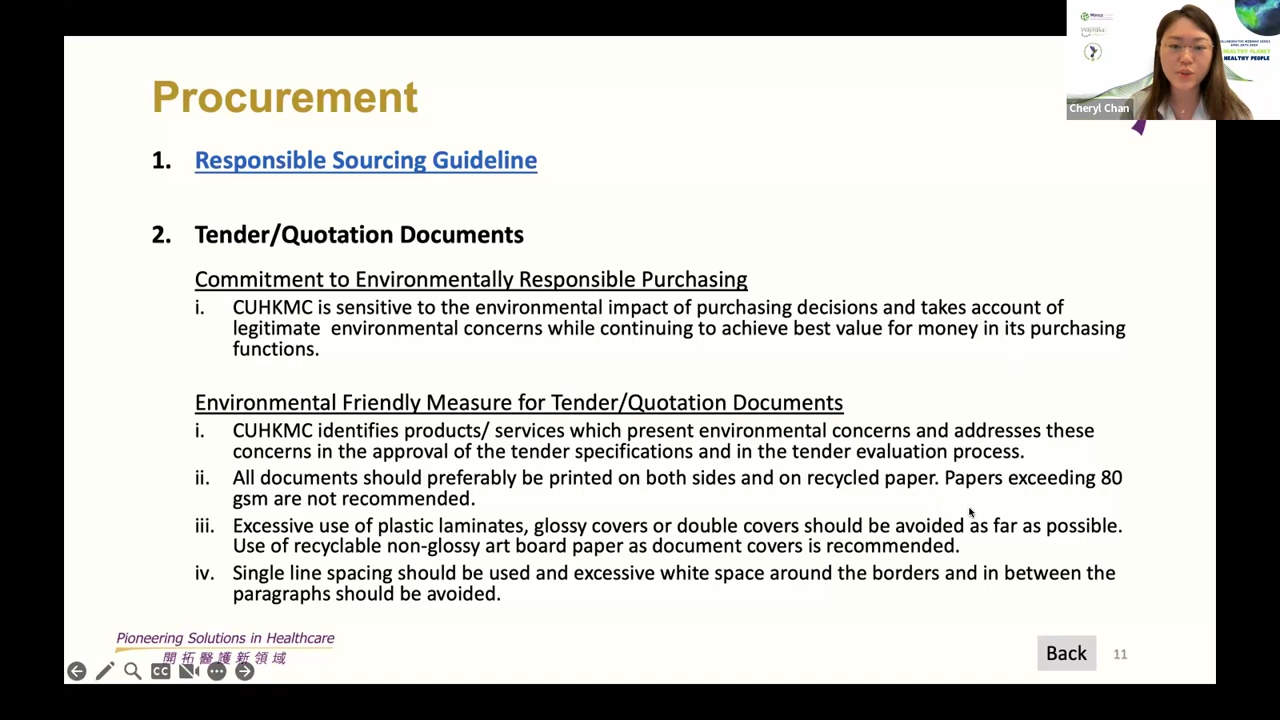 Procurement
1. Responsible Sourcing Guideline
2. Tender/Quotation Documents
Commitment to Environmentally Responsible Purchasing
i. CUHKMC is sensitive to the environmental impact of purchasing decisions and takes account of
legitimate environmental concerns while continuing to achieve best value for money in its purchasing
functions.
Environmental Friendly Measure for Tender/Quotation Documents
i. CUHKMC identifies products/ services which present environmental concerns and addresses these
concerns in the approval of the tender specifications and in the tender evaluation process.
ii. All documents should preferably be printed on both sides and on recycled paper. Papers exceeding 80
gsm are not recommended.
iii. Excessive use of plastic laminates, glossy covers or double covers should be avoided as far as possible.
Use of recyclable non-glossy art board paper as document covers is recommended.
iv. Single line spacing should be used and excessive white space around the borders and in between the
paragraphs should be avoided.
Pioneering Solutions in Healthcare
開拓醫護新領域
CC
Back
11
HEALTHY PEOPLE
Cheryl Chan